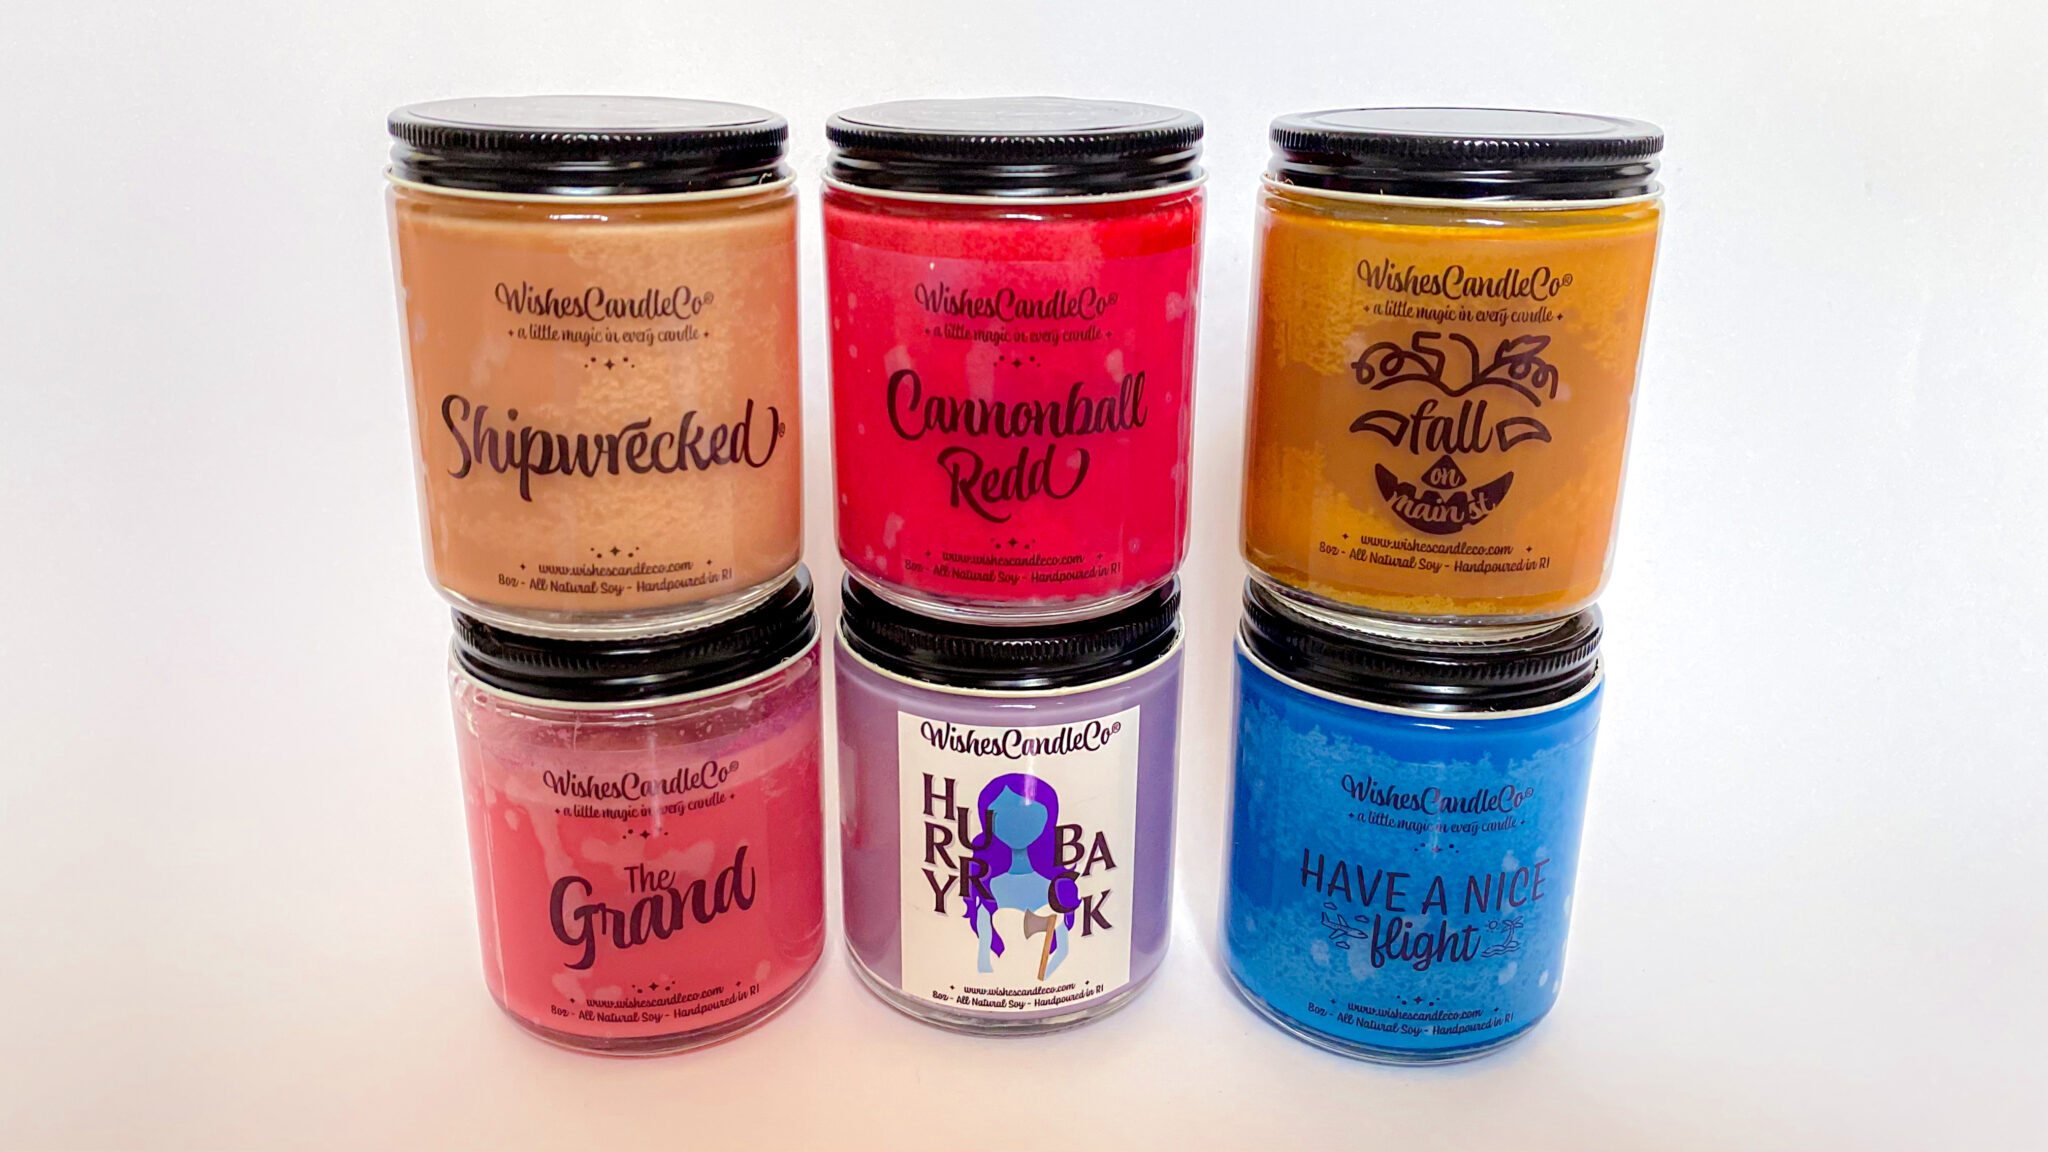 WishesCandleCo®
a little magic in every candle
Shipwrecked®
www.wishescandleco.com
8oz - All Natural Soy - Handpoured in RI
WishesCandleCo®
a little magic in every candle
Cannonball
Redd
www.wishescandleco.com
8oz - All Natural Soy - Handpoured in RI
WishesCandleCo®
a little magic in every candle
fall
on
main st.
www.wishescandleco.com
8oz - All Natural Soy - Handpoured in RI
WishesCandleCo®
a little magic in every candle
The
Grand
www.wishescandleco.com
8oz - All Natural Soy - Handpoured in RI
WishesCandleCo®
HURRY
BACK
www.wishescandleco.com
8oz - All Natural Soy - Handpoured in RI
WishesCandleCo®
a little magic in every candle
HAVE A NICE
flight
www.wishescandleco.com
8oz - All Natural Soy - Handpoured in RI